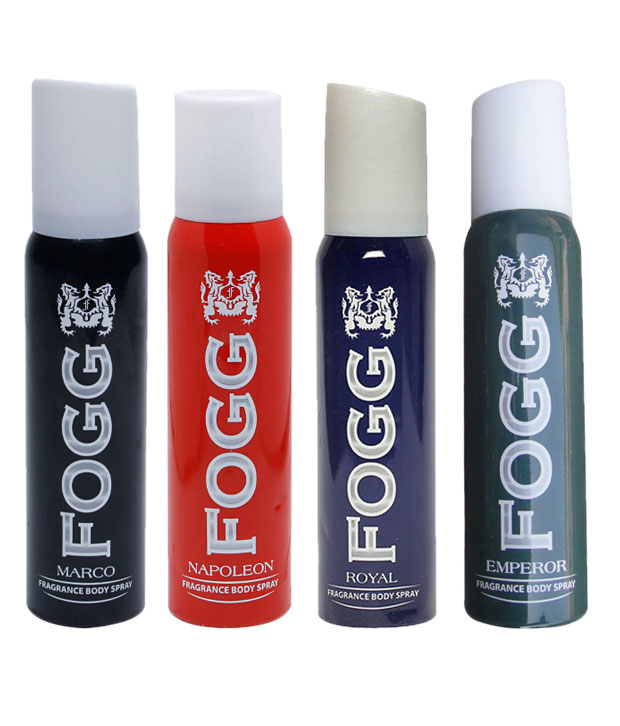 FOGG
MARCO
FRAGRANCE BODY SPRAY
FOGG
NAPOLEON
FRAGRANCE BODY SPRAY
FOGG
ROYAL
FRAGRANCE BODY SPRAY
FOGG
EMPEROR
FRAGRANCE BODY SPRAY